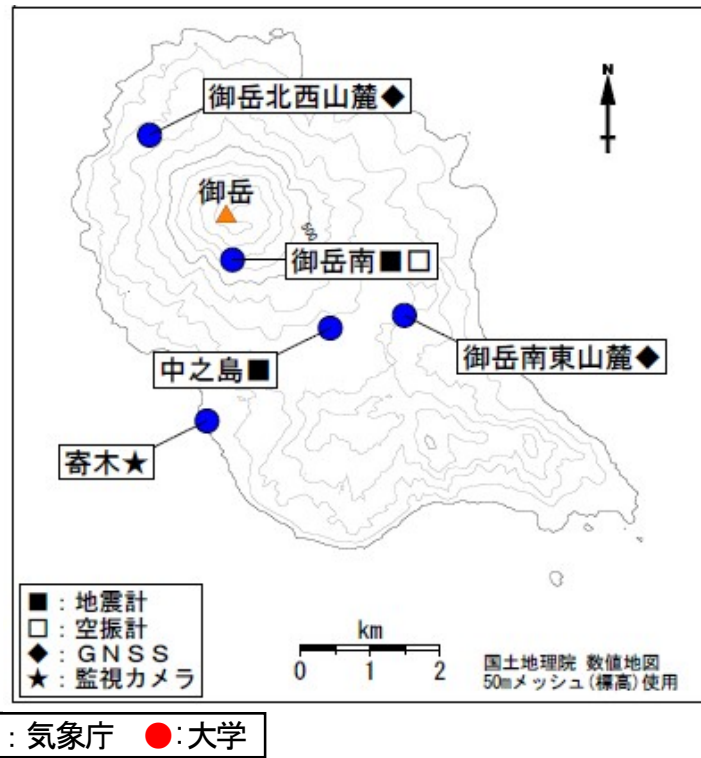 御岳北西山麓◆
N
御岳
500
御岳南■□
中之島■
御岳南東山麓◆
寄木★
■：地震計
□：空振計
◆：ＧＮＳＳ
★：監視カメラ
km
0 1 2
国土地理院 数値地図
50mメッシュ(標高)使用
：気象庁 ●：大学